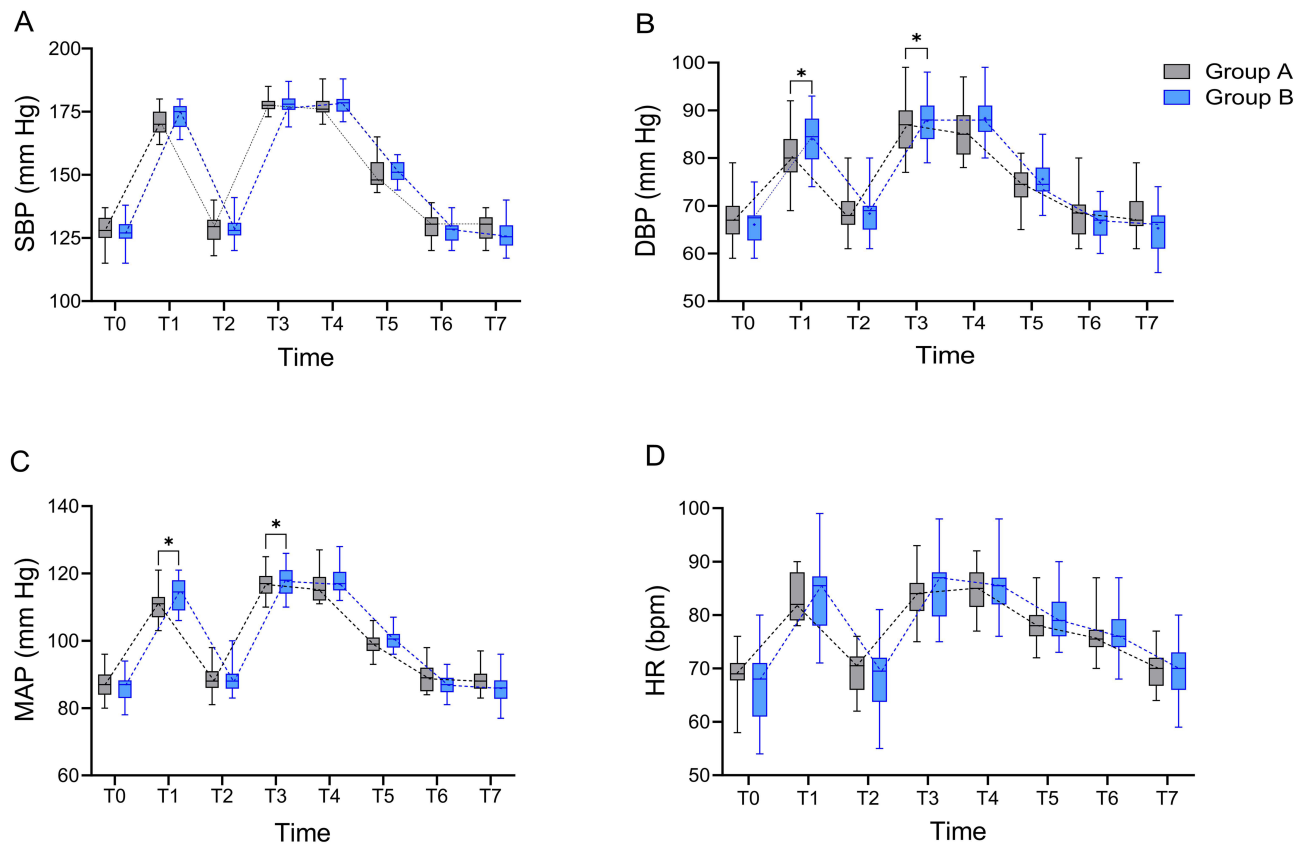 A
SBP (mm Hg)
200
175
150
125
100
T0 T1 T2 T3 T4 T5 T6 T7
Time
B
DBP (mm Hg)
100
90
80
70
60
50
* *
T0 T1 T2 T3 T4 T5 T6 T7
Time
Group A
Group B
C
MAP (mm Hg)
140
120
100
80
60
* *
T0 T1 T2 T3 T4 T5 T6 T7
Time
D
HR (bpm)
100
90
80
70
60
50
T0 T1 T2 T3 T4 T5 T6 T7
Time